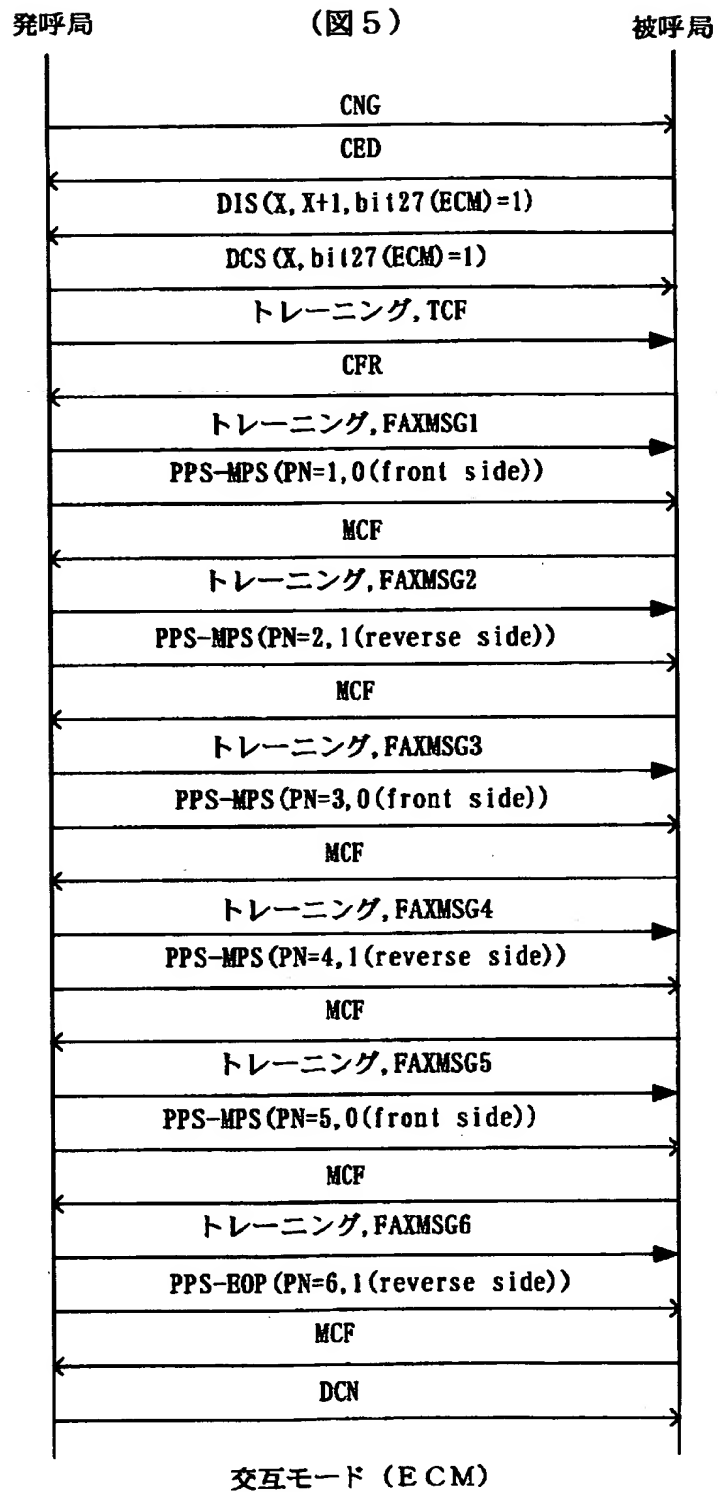 発呼局 (図5) 被呼局
CNG
CED
DIS(X,X+1,bit27(ECM)=1)
DCS(X,bit27(ECM)=1)
トレーニング,TCF
CFR
トレーニング,FAXMSG1
PPS-MPS(PN=1,0(front side))
MCF
トレーニング,FAXMSG2
PPS-MPS(PN=2,1(reverse side))
MCF
トレーニング,FAXMSG3
PPS-MPS(PN=3,0(front side))
MCF
トレーニング,FAXMSG4
PPS-MPS(PN=4,1(reverse side))
MCF
トレーニング,FAXMSG5
PPS-MPS(PN=5,0(front side))
MCF
トレーニング,FAXMSG6
PPS-EOP(PN=6,1(reverse side))
MCF
DCN
交互モード(ECM)